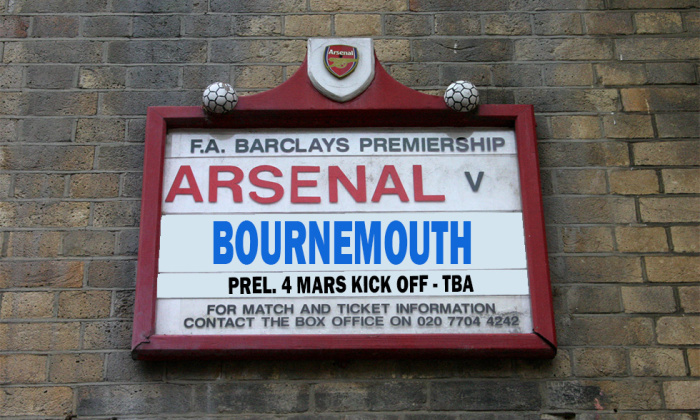 Arsenal
F.A. BARCLAYS PREMIERSHIP
ARSENAL V
BOURNEMOUTH
PREL. 4 MARS KICK OFF - TBA
FOR MATCH AND TICKET INFORMATION
CONTACT THE BOX OFFICE ON 020 7704 4242